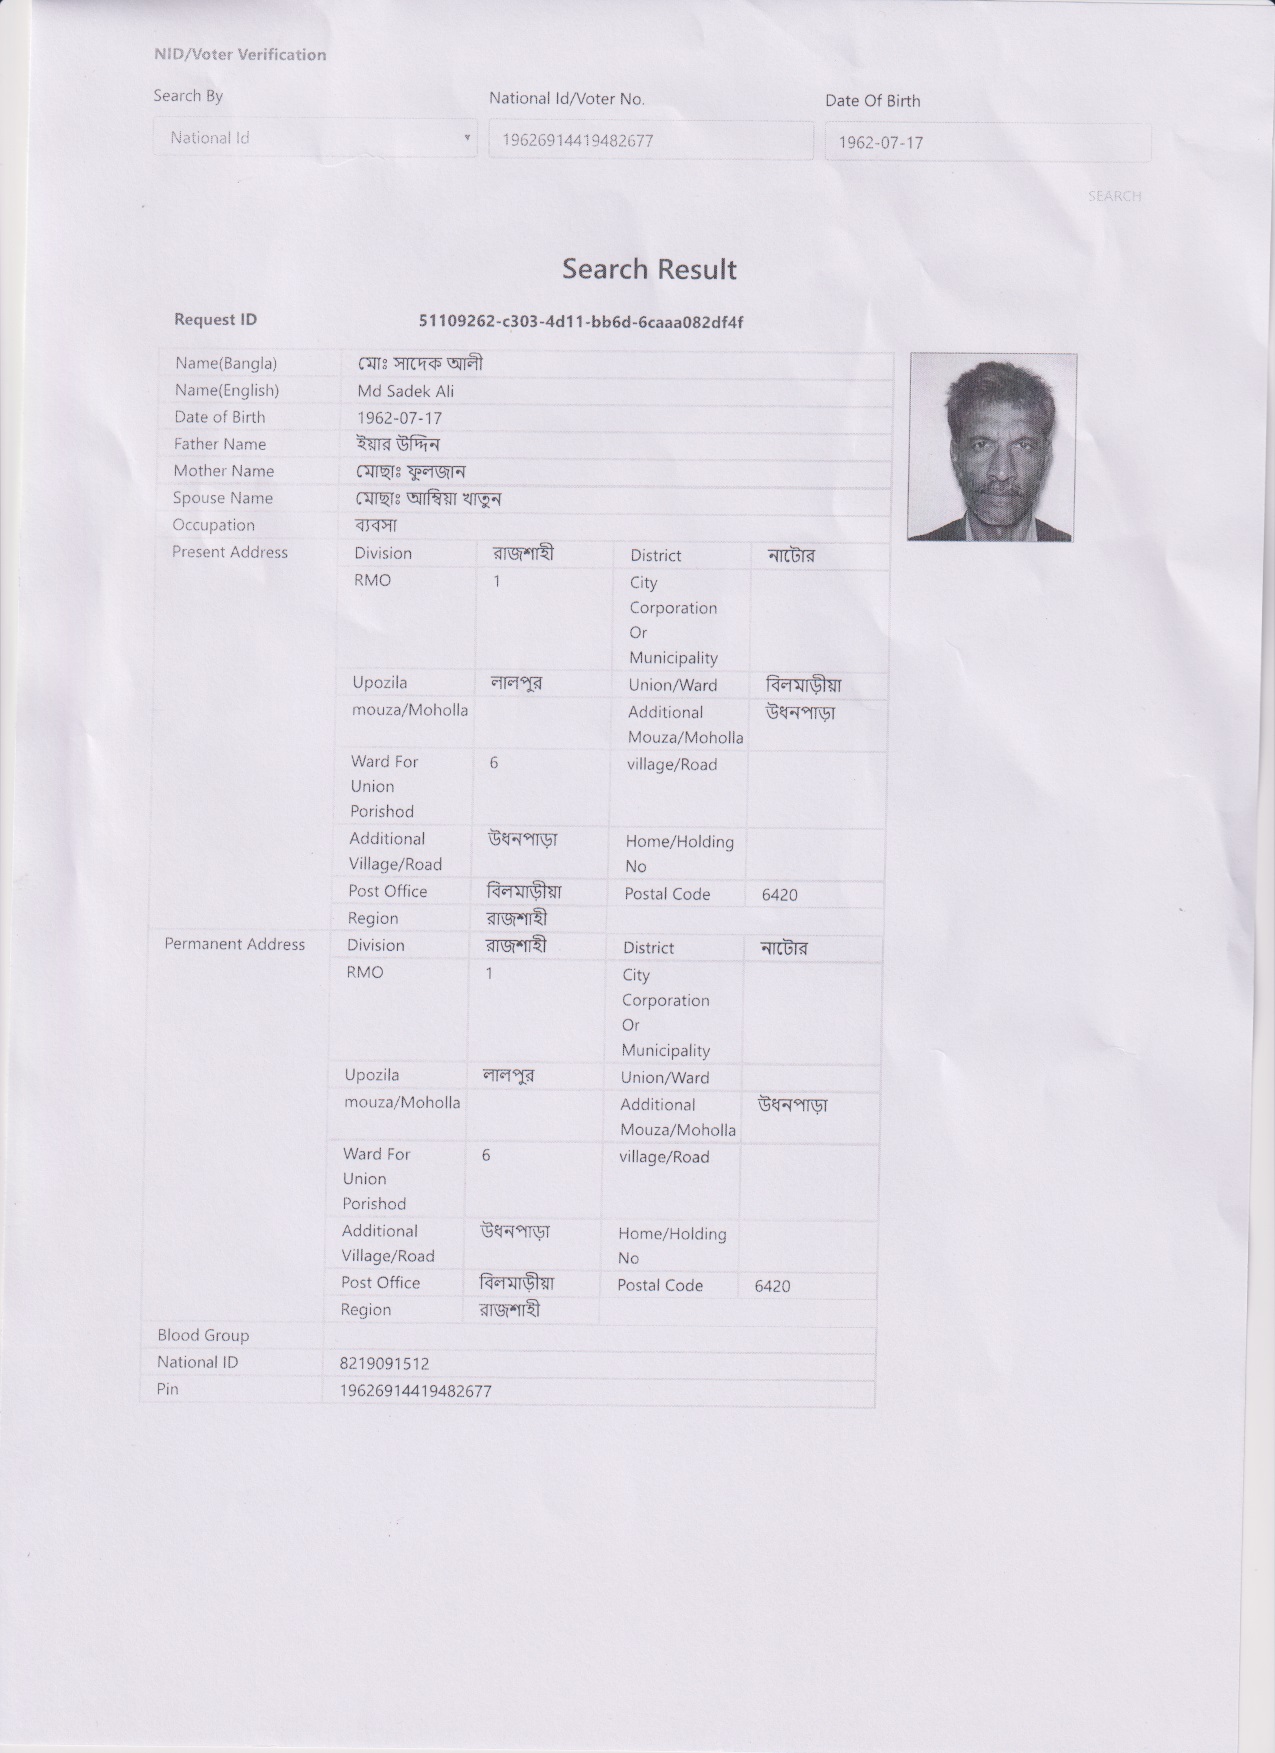 NID/Voter Verification
Search By National Id/Voter No. Date Of Birth
National Id 19626914419482677 1962-07-17
SEARCH
Search Result
Request ID 51109262-c303-4d11-bb6d-6caaa082df4f
Name(Bangla) মোঃ সাদেক আলী
Name(English) Md Sadek Ali
Date of Birth 1962-07-17
Father Name ইয়ার উদ্দিন
Mother Name মোছাঃ ফুলজান
Spouse Name মোছাঃ আম্বিয়া খাতুন
Occupation ব্যবসা
Present Address Division রাজশাহী District নাটোর
RMO 1 City
Corporation
Or
Municipality
Upozila লালপুর Union/Ward বিলমাড়ীয়া
mouza/Moholla Additional উধনপাড়া
Mouza/Moholla
Ward For 6 village/Road
Union
Porishod
Additional উধনপাড়া Home/Holding
Village/Road No
Post Office বিলমাড়ীয়া Postal Code 6420
Region রাজশাহী
Permanent Address Division রাজশাহী District নাটোর
RMO 1 City
Corporation
Or
Municipality
Upozila লালপুর Union/Ward
mouza/Moholla Additional উধনপাড়া
Mouza/Moholla
Ward For 6 village/Road
Union
Porishod
Additional উধনপাড়া Home/Holding
Village/Road No
Post Office বিলমাড়ীয়া Postal Code 6420
Region রাজশাহী
Blood Group
National ID 8219091512
Pin 19626914419482677